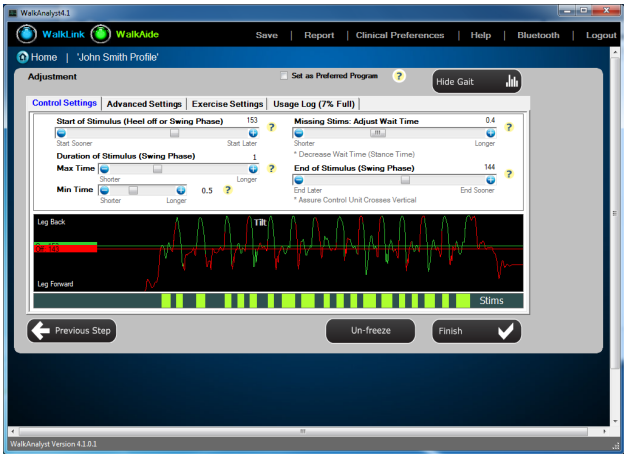 WalkAnalyst4.1
WalkLink WalkAide Save | Report | Clinical Preferences | Help | Bluetooth | Logout
Home | 'John Smith Profile'
Adjustment Set as Preferred Program ? Hide Gait
Control Settings Advanced Settings Exercise Settings Usage Log (7% Full)
Start of Stimulus (Heel off or Swing Phase) 153 ?
Start Sooner Start Later
Duration of Stimulus (Swing Phase) 1
Max Time ?
Shorter Longer
Min Time 0.5 ?
Shorter Longer
Missing Stims: Adjust Wait Time 0.4 ?
Shorter Longer
* Decrease Wait Time (Stance Time)
End of Stimulus (Swing Phase) 144 ?
End Later End Sooner
* Assure Control Unit Crosses Vertical
Leg Back Tilt
Leg Forward
Stims
Previous Step Un-freeze Finish
WalkAnalyst Version 4.1.0.1